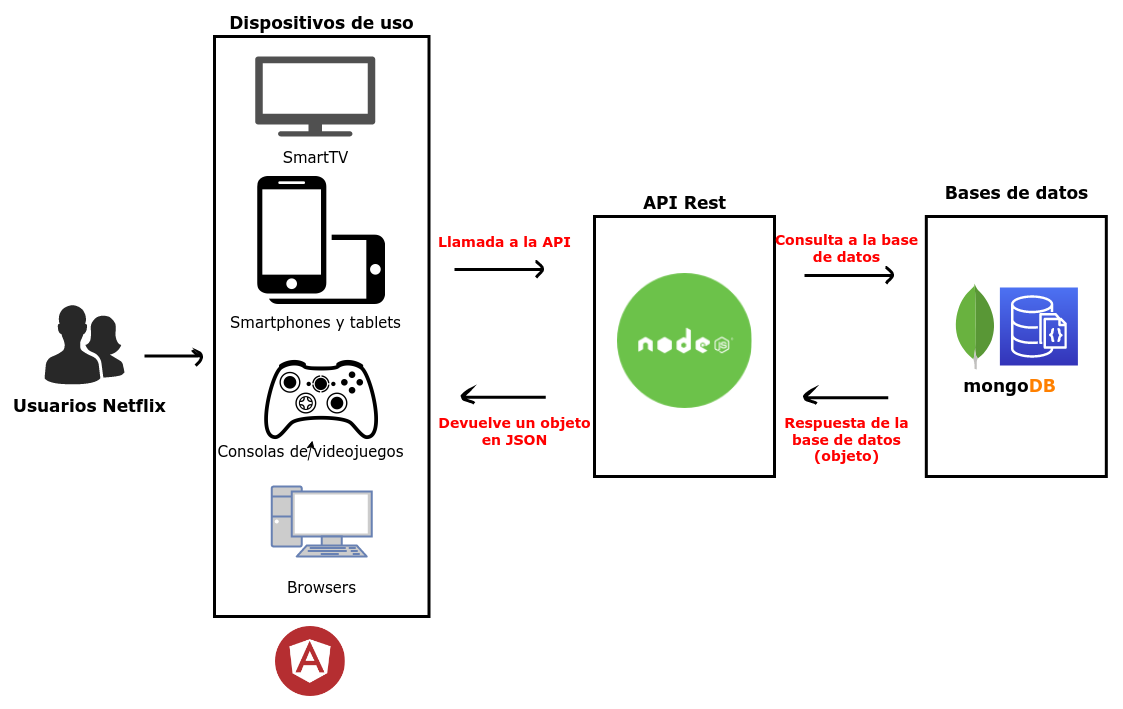 Dispositivos de uso
SmartTV
Smartphones y tablets
Consolas de videojuegos
Browsers
Usuarios Netflix
Llamada a la API
Devuelve un objeto
en JSON
API Rest
node
JS
Consulta a la base
de datos
Respuesta de la
base de datos
(objeto)
Bases de datos
{}
mongoDB
A